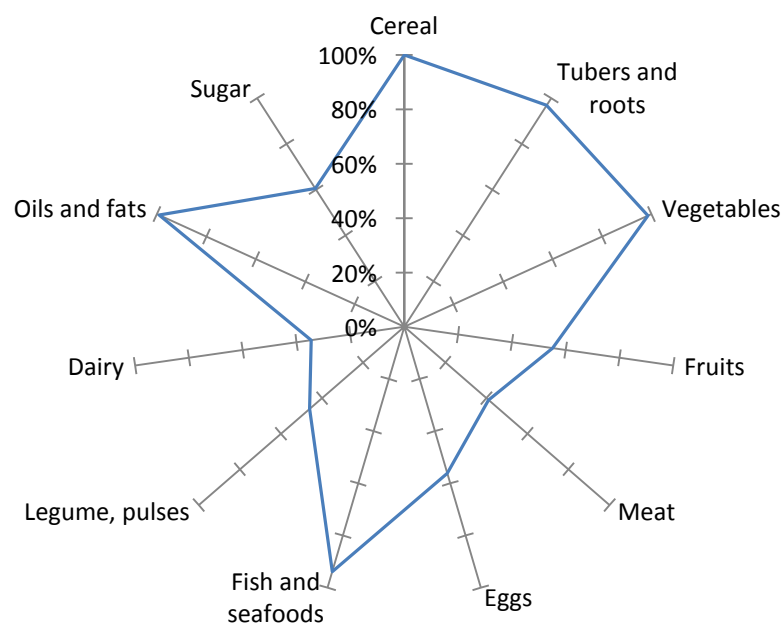 Cereal
100%
80%
60%
40%
20%
0%
Tubers and
roots
Vegetables
Fruits
Meat
Eggs
Fish and
seafoods
Legume, pulses
Dairy
Oils and fats
Sugar